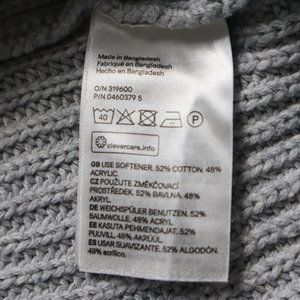 Made in Bangladesh
Fabriqué en Bangladesh
Hecho en Bangladesh
O/N 319600
P/N 0460379 5
40
P
clevercare.info
GB USE SOFTENER. 52% COTTON. 48%
ACRYLIC.
CZ POUŽIJTE ZMĚKČOVACÍ
PROSTŘEDEK. 52% BAVLNA. 48%
AKRYL.
DE WEICHSPÜLER BENUTZEN. 52%
BAUMWOLLE. 48% ACRYL.
EE KASUTA PEHMENDAJAT. 52%
PUUVILL. 48% AKRÜÜL.
ES USAR SUAVIZANTE. 52% ALGODÓN.
48% acrílico.